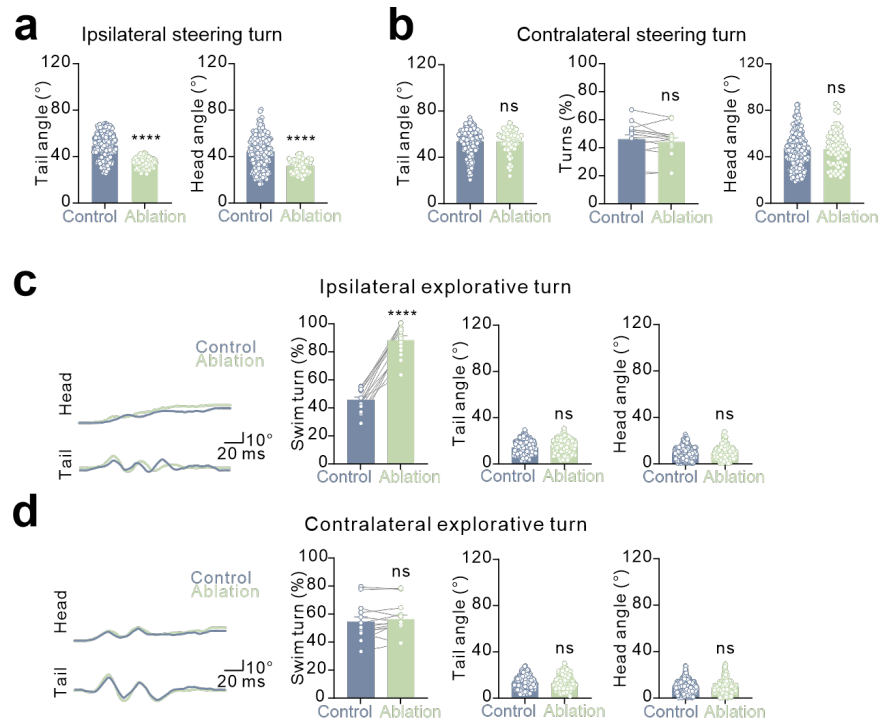 a
Ipsilateral steering turn
Tail angle (°)
120
80
40
0
****
Control Ablation
Head angle (°)
120
80
40
0
****
Control Ablation
b
Contralateral steering turn
Tail angle (°)
120
80
40
0
ns
Control Ablation
Turns (%)
100
80
60
40
20
0
ns
Control Ablation
Head angle (°)
120
80
40
0
ns
Control Ablation
c
Ipsilateral explorative turn
Control
Ablation
Head
Tail
10°
20 ms
Swim turn (%)
100
80
60
40
20
0
****
Control Ablation
Tail angle (°)
120
80
40
0
ns
Control Ablation
Head angle (°)
120
80
40
0
ns
Control Ablation
d
Contralateral explorative turn
Control
Ablation
Head
Tail
10°
20 ms
Swim turn (%)
100
80
60
40
20
0
ns
Control Ablation
Tail angle (°)
120
80
40
0
ns
Control Ablation
Head angle (°)
120
80
40
0
ns
Control Ablation